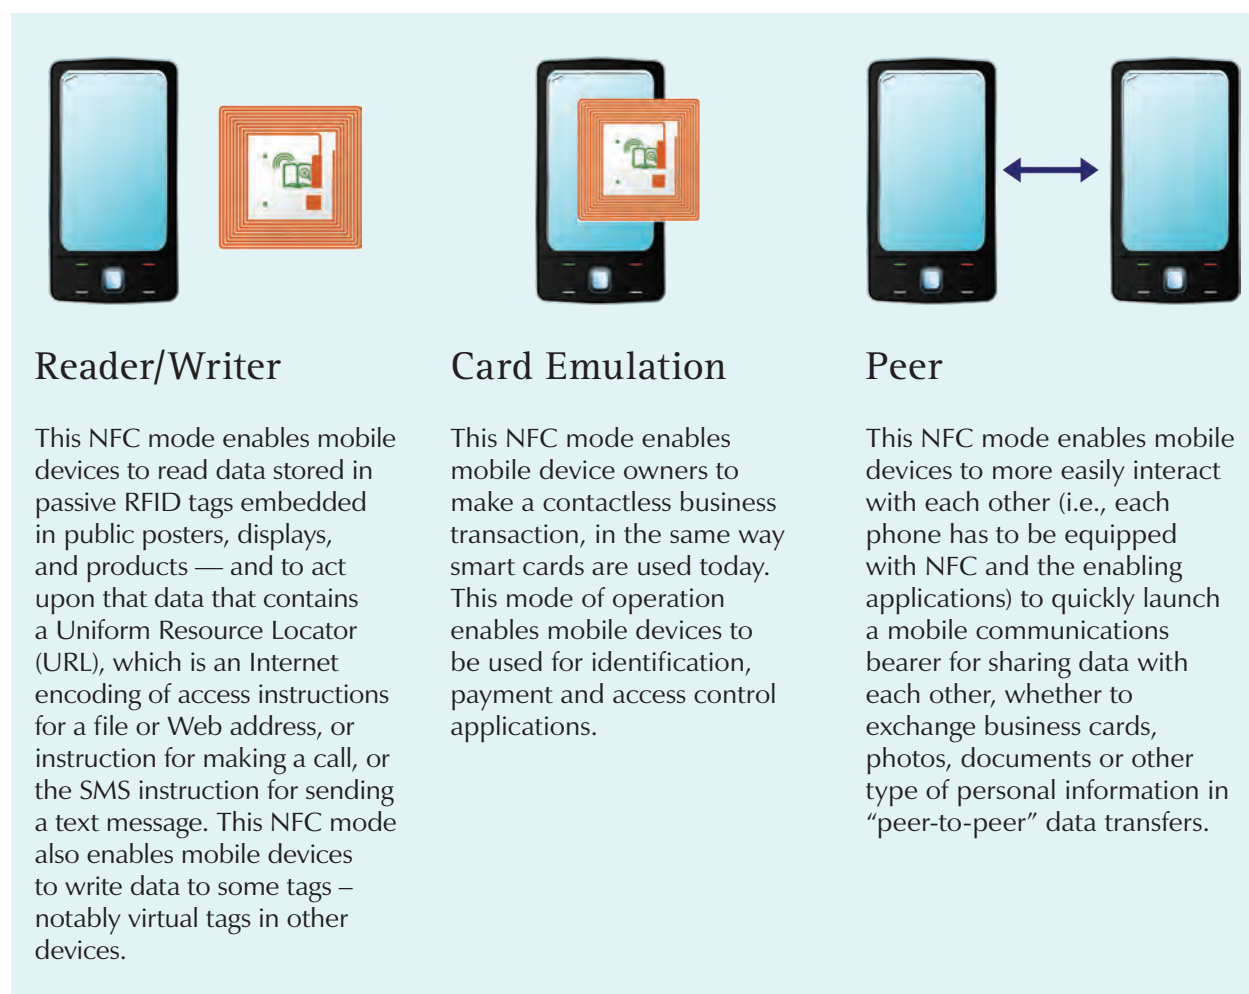 Reader/Writer
This NFC mode enables mobile
devices to read data stored in
passive RFID tags embedded
in public posters, displays,
and products — and to act
upon that data that contains
a Uniform Resource Locator
(URL), which is an Internet
encoding of access instructions
for a file or Web address, or
instruction for making a call, or
the SMS instruction for sending
a text message. This NFC mode
also enables mobile devices
to write data to some tags –
notably virtual tags in other
devices.
Card Emulation
This NFC mode enables
mobile device owners to
make a contactless business
transaction, in the same way
smart cards are used today.
This mode of operation
enables mobile devices to
be used for identification,
payment and access control
applications.
Peer
This NFC mode enables mobile
devices to more easily interact
with each other (i.e., each
phone has to be equipped
with NFC and the enabling
applications) to quickly launch
a mobile communications
bearer for sharing data with
each other, whether to
exchange business cards,
photos, documents or other
type of personal information in
“peer-to-peer” data transfers.